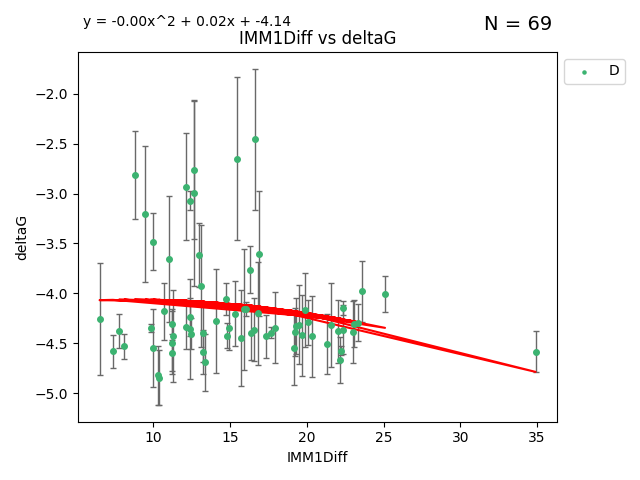 y = -0.00x^2 + 0.02x + -4.14
N = 69
IMM1Diff vs deltaG
D
−2.0
−2.5
−3.0
−3.5
−4.0
−4.5
−5.0
deltaG
10 15 20 25 30 35
IMM1Diff